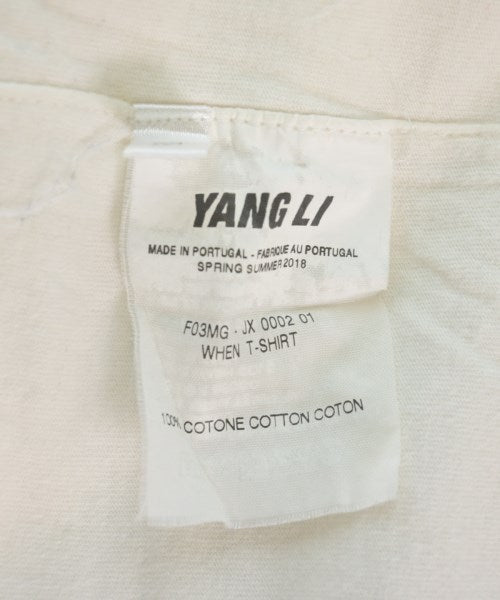 YANG LI
MADE IN PORTUGAL - FABRIQUE AU PORTUGAL
SPRING SUMMER 2018
F03MG - JX 0002 01
WHEN T-SHIRT
100% COTONE COTTON COTON